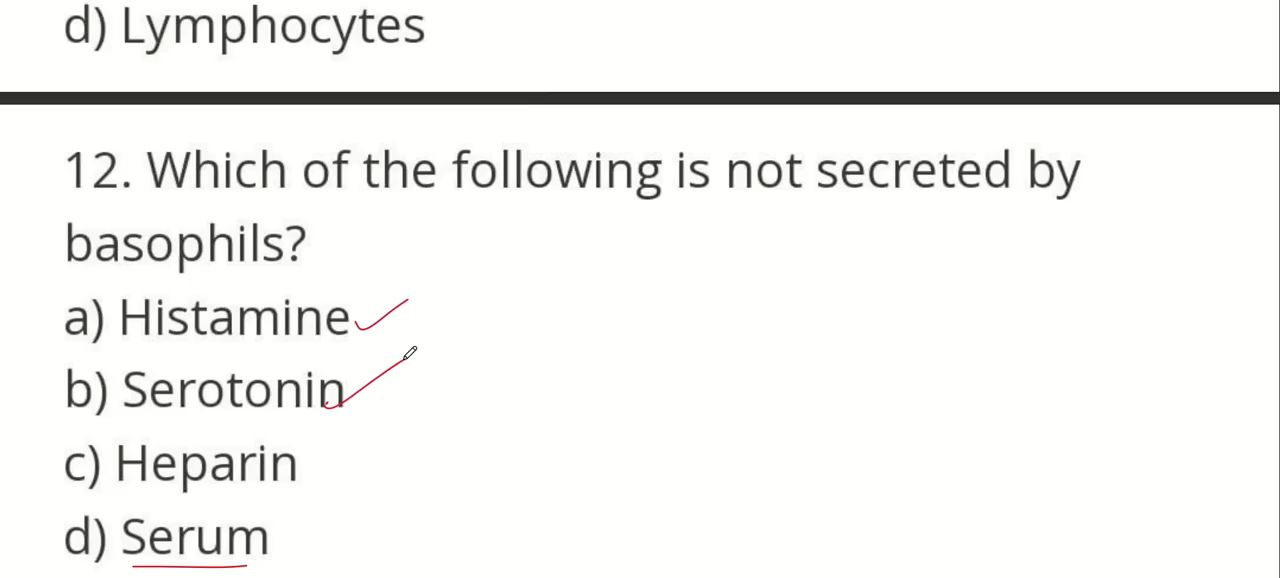 d) Lymphocytes
12. Which of the following is not secreted by
basophils?
a) Histamine
b) Serotonin
c) Heparin
d) Serum